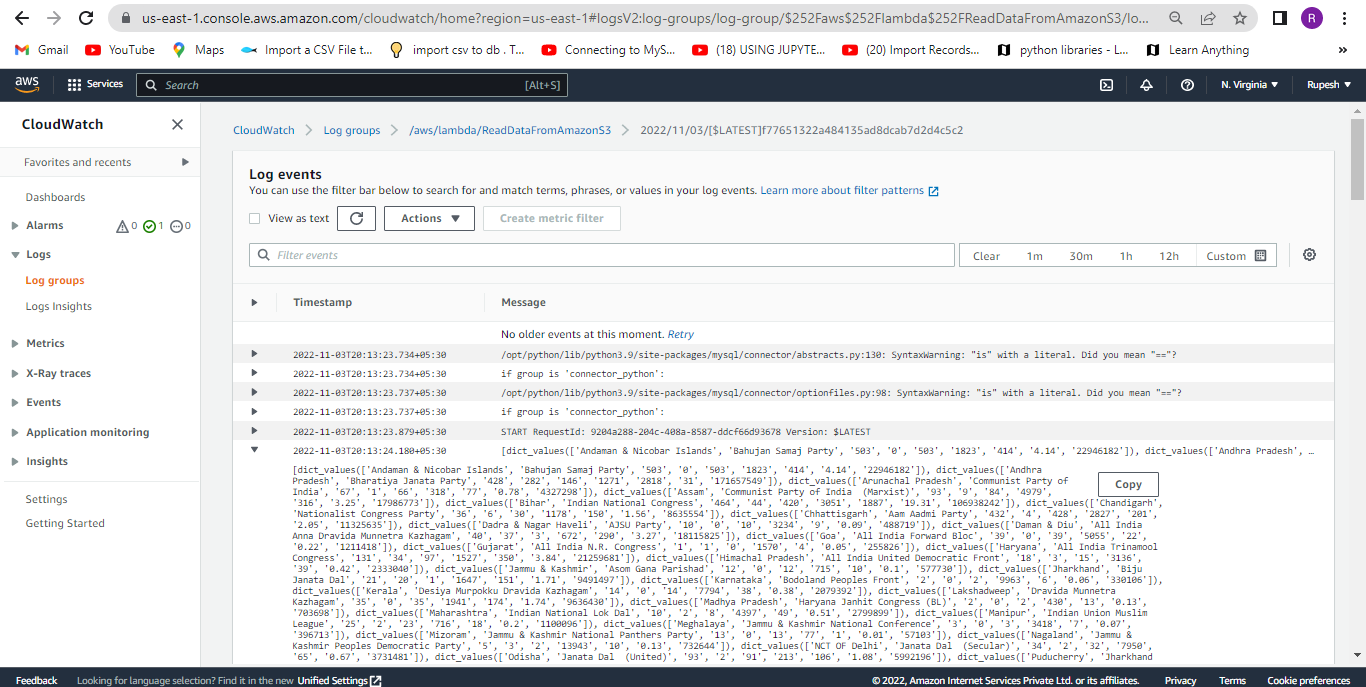 us-east-1.console.aws.amazon.com/cloudwatch/home?region=us-east-1#logsV2:log-groups/log-group/$252Faws$252Flambda$252FReadDataFromAmazonS3/lo...
R
Gmail YouTube Maps Import a CSV File t... import csv to db . T... Connecting to MyS... (18) USING JUPYTE... (20) Import Records... python libraries - L... Learn Anything »
aws Services Search [Alt+S] N. Virginia ▼ Rupesh ▼
CloudWatch
Favorites and recents
Dashboards
Alarms 0 1 0
Logs
Log groups
Logs Insights
Metrics
X-Ray traces
Events
Application monitoring
Insights
Settings
Getting Started
CloudWatch > Log groups > /aws/lambda/ReadDataFromAmazonS3 > 2022/11/03/[$LATEST]f77651322a484135ad8dcab7d2d4c5c2
Log events
You can use the filter bar below to search for and match terms, phrases, or values in your log events. Learn more about filter patterns
View as text Actions ▼ Create metric filter
Filter events Clear 1m 30m 1h 12h Custom
Timestamp Message
No older events at this moment. Retry
2022-11-03T20:13:23.734+05:30 /opt/python/lib/python3.9/site-packages/mysql/connector/abstracts.py:130: SyntaxWarning: "is" with a literal. Did you mean "=="?
2022-11-03T20:13:23.734+05:30 if group is 'connector_python':
2022-11-03T20:13:23.737+05:30 /opt/python/lib/python3.9/site-packages/mysql/connector/optionfiles.py:98: SyntaxWarning: "is" with a literal. Did you mean "=="?
2022-11-03T20:13:23.737+05:30 if group is 'connector_python':
2022-11-03T20:13:23.879+05:30 START RequestId: 9204a288-204c-408a-8587-ddcf66d93678 Version: $LATEST
2022-11-03T20:13:24.180+05:30 [dict_values(['Andaman & Nicobar Islands', 'Bahujan Samaj Party', '503', '0', '503', '1823', '414', '4.14', '22946182']), dict_values(['Andhra Pradesh', …
[dict_values(['Andaman & Nicobar Islands', 'Bahujan Samaj Party', '503', '0', '503', '1823', '414', '4.14', '22946182']), dict_values(['Andhra
Pradesh', 'Bharatiya Janata Party', '428', '282', '146', '1271', '2818', '31', '171657549']), dict_values(['Arunachal Pradesh', 'Communist Party of
India', '67', '1', '66', '318', '77', '0.78', '4327298']), dict_values(['Assam', 'Communist Party of India  (Marxist)', '93', '9', '84', '4979',
'316', '3.25', '17986773']), dict_values(['Bihar', 'Indian National Congress', '464', '44', '420', '3051', '1887', '19.31', '106938242']), dict_values(['Chandigarh',
'Nationalist Congress Party', '36', '6', '30', '1178', '150', '1.56', '8635554']), dict_values(['Chhattisgarh', 'Aam Aadmi Party', '432', '4', '428', '2827', '201',
'2.05', '11325635']), dict_values(['Dadra & Nagar Haveli', 'AJSU Party', '10', '0', '10', '3234', '9', '0.09', '488719']), dict_values(['Daman & Diu', 'All India
Anna Dravida Munnetra Kazhagam', '40', '37', '3', '672', '290', '3.27', '18115825']), dict_values(['Goa', 'All India Forward Bloc', '39', '0', '39', '5055', '22',
'0.22', '1211418']), dict_values(['Gujarat', 'All India N.R. Congress', '1', '1', '0', '1570', '4', '0.05', '255826']), dict_values(['Haryana', 'All India Trinamool
Congress', '131', '34', '97', '1527', '350', '3.84', '21259681']), dict_values(['Himachal Pradesh', 'All India United Democratic Front', '18', '3', '15', '3136',
'39', '0.42', '2333040']), dict_values(['Jammu & Kashmir', 'Asom Gana Parishad', '12', '0', '12', '715', '10', '0.1', '577730']), dict_values(['Jharkhand', 'Biju
Janata Dal', '21', '20', '1', '1647', '151', '1.71', '9491497']), dict_values(['Karnataka', 'Bodoland Peoples Front', '2', '0', '2', '9963', '6', '0.06', '330106']),
dict_values(['Kerala', 'Desiya Murpokku Dravida Kazhagam', '14', '0', '14', '7794', '38', '0.38', '2079392']), dict_values(['Lakshadweep', 'Dravida Munnetra
Kazhagam', '35', '0', '35', '1941', '174', '1.74', '9636430']), dict_values(['Madhya Pradesh', 'Haryana Janhit Congress (BL)', '2', '0', '2', '430', '13', '0.13',
'703698']), dict_values(['Maharashtra', 'Indian National Lok Dal', '10', '2', '8', '4397', '49', '0.51', '2799899']), dict_values(['Manipur', 'Indian Union Muslim
League', '25', '2', '23', '716', '18', '0.2', '1100096']), dict_values(['Meghalaya', 'Jammu & Kashmir National Conference', '3', '0', '3', '3418', '7', '0.07',
'396713']), dict_values(['Mizoram', 'Jammu & Kashmir National Panthers Party', '13', '0', '13', '77', '1', '0.01', '57103']), dict_values(['Nagaland', 'Jammu &
Kashmir Peoples Democratic Party', '5', '3', '2', '13943', '10', '0.13', '732644']), dict_values(['NCT OF Delhi', 'Janata Dal  (Secular)', '34', '2', '32', '7950',
'65', '0.67', '3731481']), dict_values(['Odisha', 'Janata Dal  (United)', '93', '2', '91', '213', '106', '1.08', '5992196']), dict_values(['Puducherry', 'Jharkhand
Copy
Feedback Looking for language selection? Find it in the new Unified Settings © 2022, Amazon Internet Services Private Ltd. or its affiliates. Privacy Terms Cookie preferences